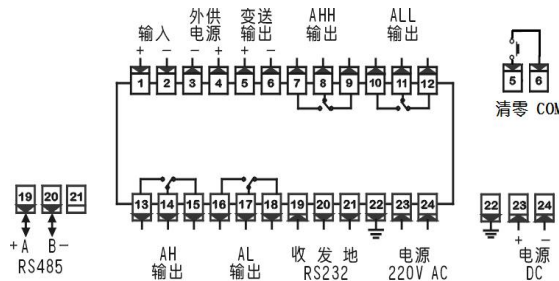 外供 变送 AHH ALL
输入 电源 输出 输出 输出
+ − − + + −
1 2 3 4 5 6 7 8 9 10 11 12
5 6
清零 COM
19 20 21
13 14 15 16 17 18 19 20 21 22 23 24
22 23 24
+A B−
RS485
AH AL 收 发 地 电源
输出 输出 RS232 220V AC
+ −
电源
DC